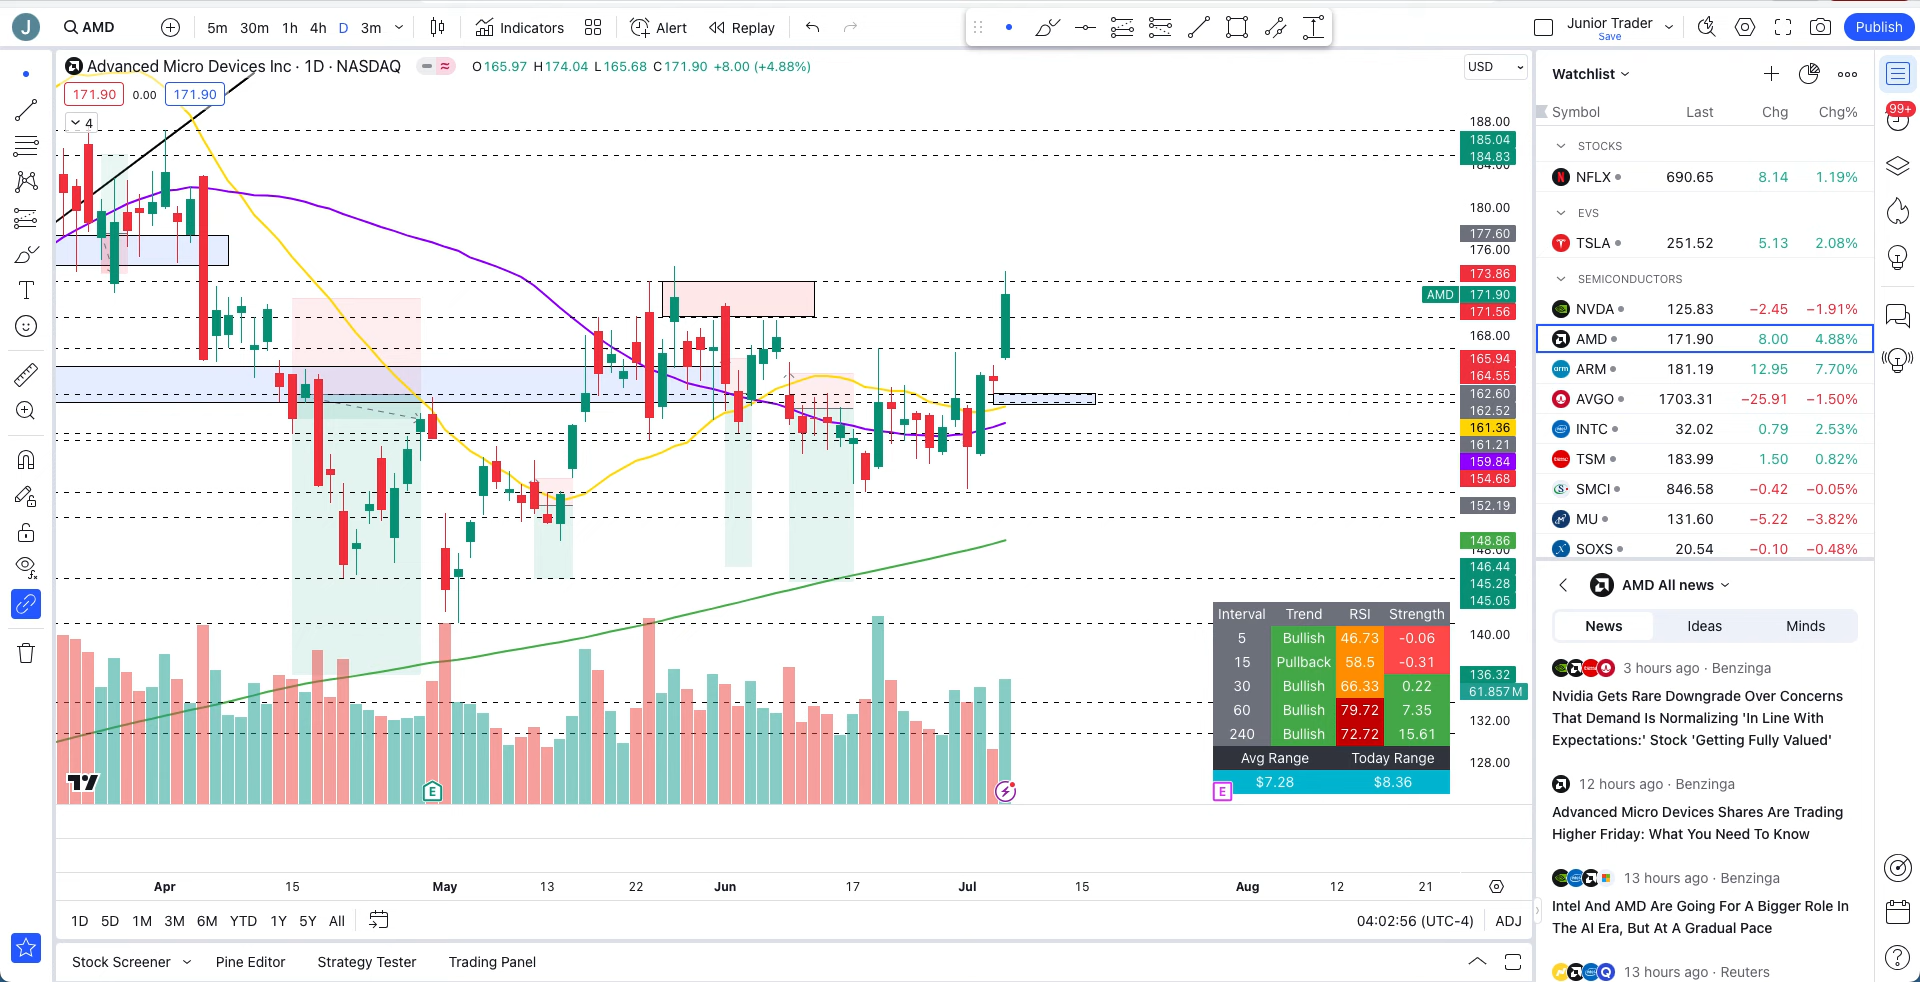 J
AMD
5m 30m 1h 4h D 3m
Indicators
Alert
Replay
Junior Trader
Save
Publish
Advanced Micro Devices Inc · 1D · NASDAQ
O165.97 H174.04 L165.68 C171.90 +8.00 (+4.88%)
171.90 0.00 171.90
4
USD
188.00
185.04
184.83
184.00
180.00
177.60
176.00
173.86
AMD 171.90
171.56
168.00
165.94
164.55
162.60
162.52
161.36
161.21
159.84
154.68
152.19
148.86
148.00
146.44
145.28
145.05
140.00
136.32
61.857M
132.00
128.00
Interval Trend RSI Strength
5 Bullish 46.73 -0.06
15 Pullback 58.5 -0.31
30 Bullish 66.33 0.22
60 Bullish 79.72 7.35
240 Bullish 72.72 15.61
Avg Range Today Range
$7.28 $8.36
E
E
Apr 15 May 13 22 Jun 17 Jul 15 Aug 12 21
1D 5D 1M 3M 6M YTD 1Y 5Y All
04:02:56 (UTC-4) ADJ
Stock Screener Pine Editor Strategy Tester Trading Panel
Watchlist
Symbol Last Chg Chg%
STOCKS
NFLX 690.65 8.14 1.19%
EVS
TSLA 251.52 5.13 2.08%
SEMICONDUCTORS
NVDA 125.83 −2.45 −1.91%
AMD 171.90 8.00 4.88%
ARM 181.19 12.95 7.70%
AVGO 1703.31 −25.91 −1.50%
INTC 32.02 0.79 2.53%
TSM 183.99 1.50 0.82%
SMCI 846.58 −0.42 −0.05%
MU 131.60 −5.22 −3.82%
SOXS 20.54 −0.10 −0.48%
99+
AMD All news
News Ideas Minds
3 hours ago · Benzinga
Nvidia Gets Rare Downgrade Over Concerns
That Demand Is Normalizing 'In Line With
Expectations:' Stock 'Getting Fully Valued'
12 hours ago · Benzinga
Advanced Micro Devices Shares Are Trading
Higher Friday: What You Need To Know
13 hours ago · Benzinga
Intel And AMD Are Going For A Bigger Role In
The AI Era, But At A Gradual Pace
13 hours ago · Reuters